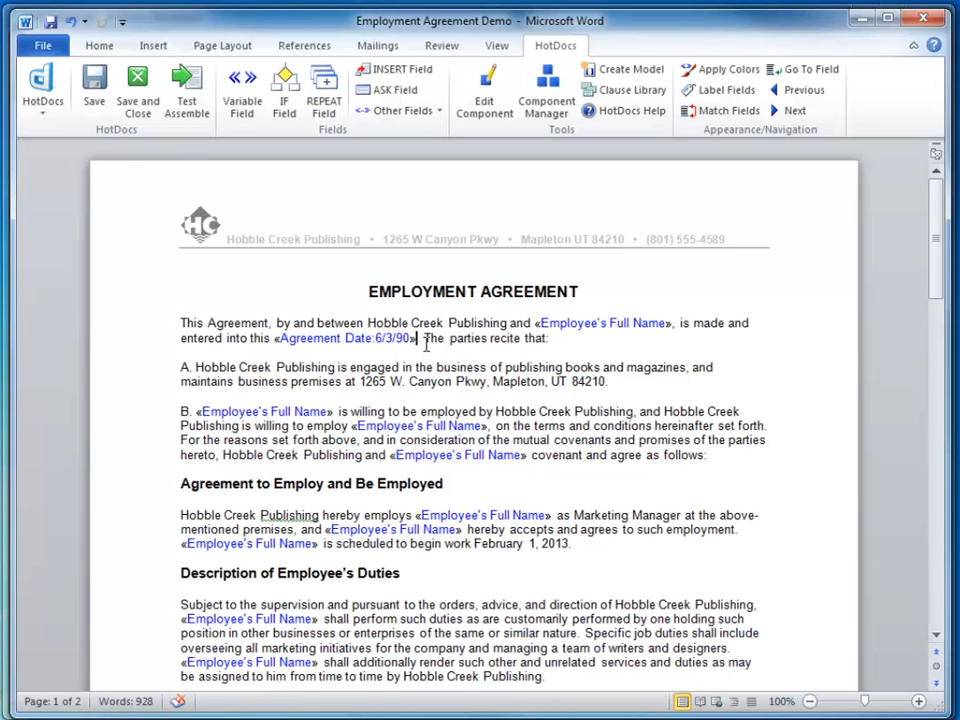 Employment Agreement Demo - Microsoft Word
File Home Insert Page Layout References Mailings Review View HotDocs
HotDocs
Save
Save and Close
Test Assemble
HotDocs
Variable Field
IF Field
REPEAT Field
INSERT Field
ASK Field
Other Fields
Fields
Edit Component
Component Manager
Create Model
Clause Library
HotDocs Help
Tools
Apply Colors
Label Fields
Match Fields
Go To Field
Previous
Next
Appearance/Navigation
HC
Hobble Creek Publishing • 1265 W Canyon Pkwy • Mapleton UT 84210 • (801) 555-4589
EMPLOYMENT AGREEMENT
This Agreement, by and between Hobble Creek Publishing and «Employee's Full Name», is made and
entered into this «Agreement Date:6/3/90» The parties recite that:
A. Hobble Creek Publishing is engaged in the business of publishing books and magazines, and
maintains business premises at 1265 W. Canyon Pkwy, Mapleton, UT 84210.
B. «Employee's Full Name» is willing to be employed by Hobble Creek Publishing, and Hobble Creek
Publishing is willing to employ «Employee's Full Name», on the terms and conditions hereinafter set forth.
For the reasons set forth above, and in consideration of the mutual covenants and promises of the parties
hereto, Hobble Creek Publishing and «Employee's Full Name» covenant and agree as follows:
Agreement to Employ and Be Employed
Hobble Creek Publishing hereby employs «Employee's Full Name» as Marketing Manager at the above-
mentioned premises, and «Employee's Full Name» hereby accepts and agrees to such employment.
«Employee's Full Name» is scheduled to begin work February 1, 2013.
Description of Employee's Duties
Subject to the supervision and pursuant to the orders, advice, and direction of Hobble Creek Publishing,
«Employee's Full Name» shall perform such duties as are customarily performed by one holding such
position in other businesses or enterprises of the same or similar nature. Specific job duties shall include
overseeing all marketing initiatives for the company and managing a team of writers and designers.
«Employee's Full Name» shall additionally render such other and unrelated services and duties as may
be assigned to him from time to time by Hobble Creek Publishing.
Page: 1 of 2 Words: 928 100%